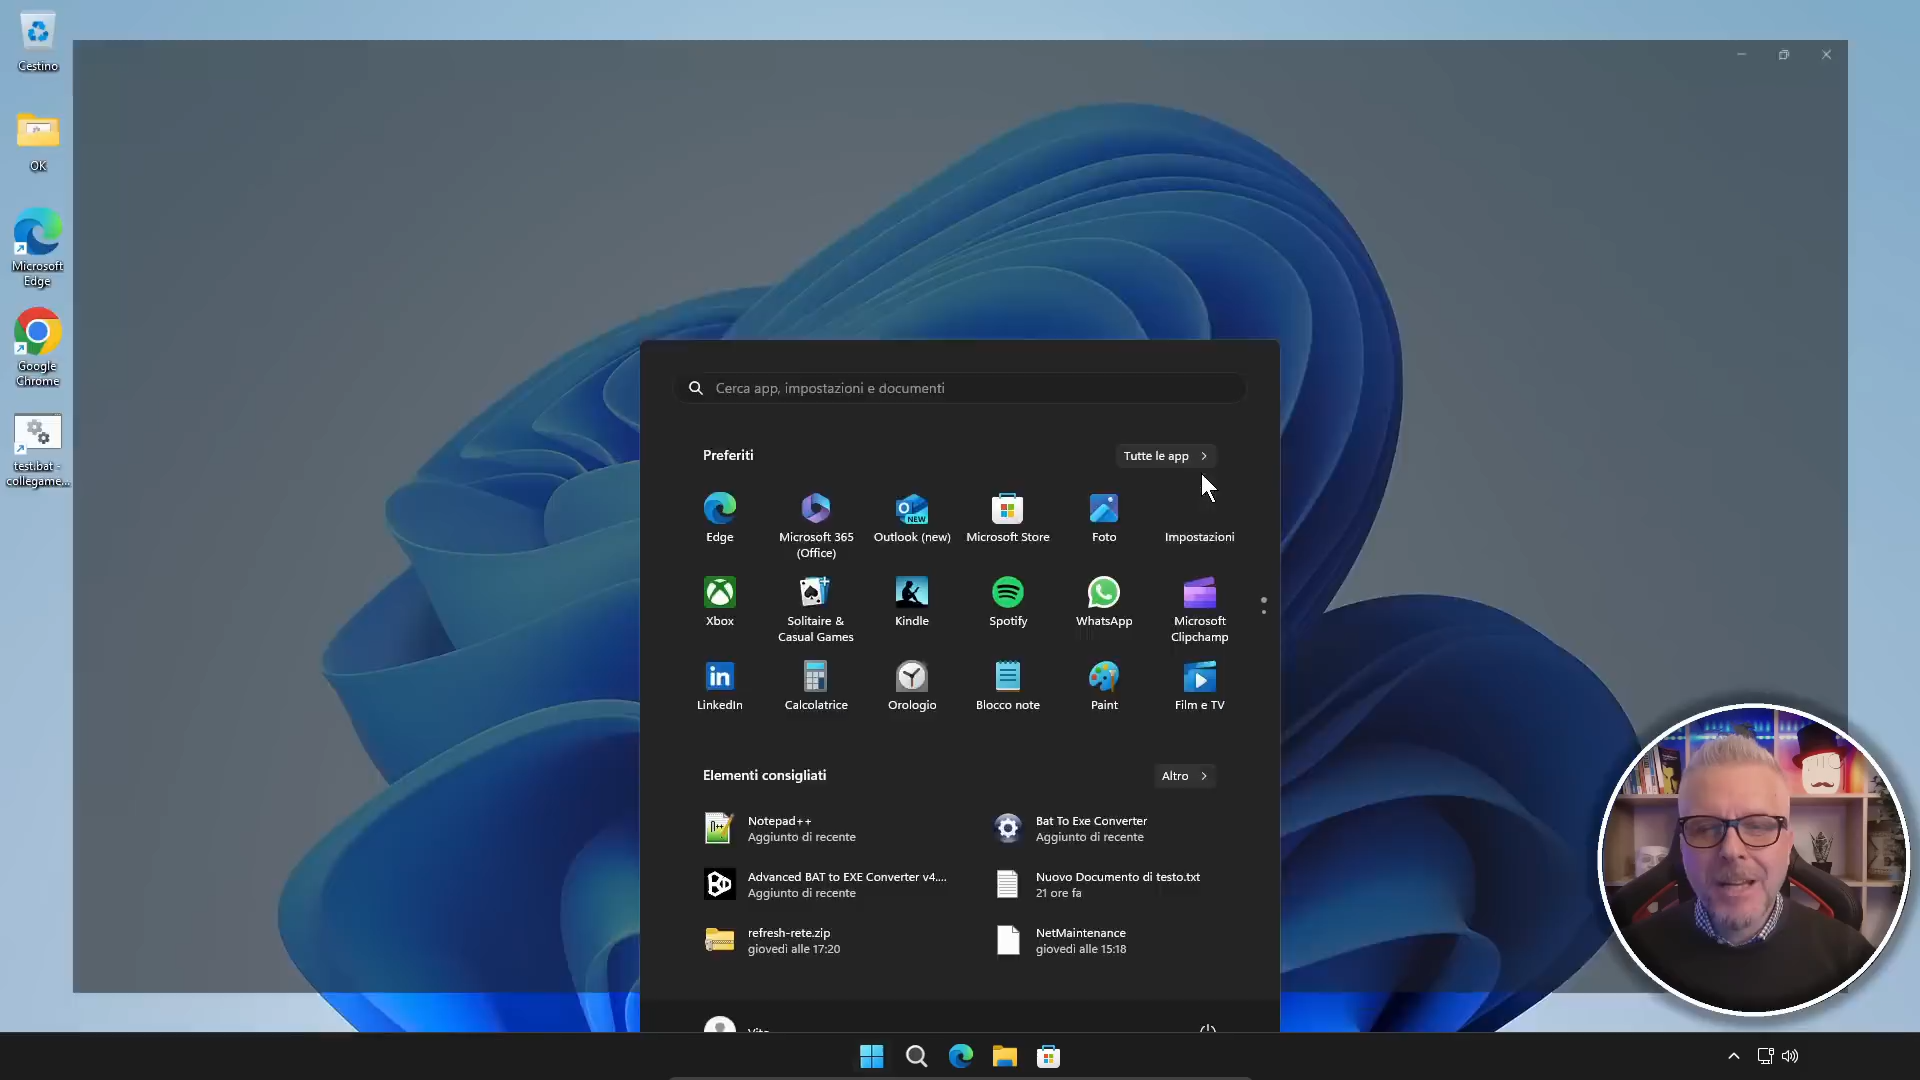 Cestino
OK
Microsoft
Edge
Google
Chrome
test.bat -
collegame...
Cerca app, impostazioni e documenti
Preferiti
Tutte le app
Edge
Microsoft 365
(Office)
Outlook (new)
Microsoft Store
Foto
Impostazioni
Xbox
Solitaire &
Casual Games
Kindle
Spotify
WhatsApp
Microsoft
Clipchamp
LinkedIn
Calcolatrice
Orologio
Blocco note
Paint
Film e TV
Elementi consigliati
Altro
Notepad++
Aggiunto di recente
Bat To Exe Converter
Aggiunto di recente
Advanced BAT to EXE Converter v4....
Aggiunto di recente
Nuovo Documento di testo.txt
21 ore fa
refresh-rete.zip
giovedì alle 17:20
NetMaintenance
giovedì alle 15:18